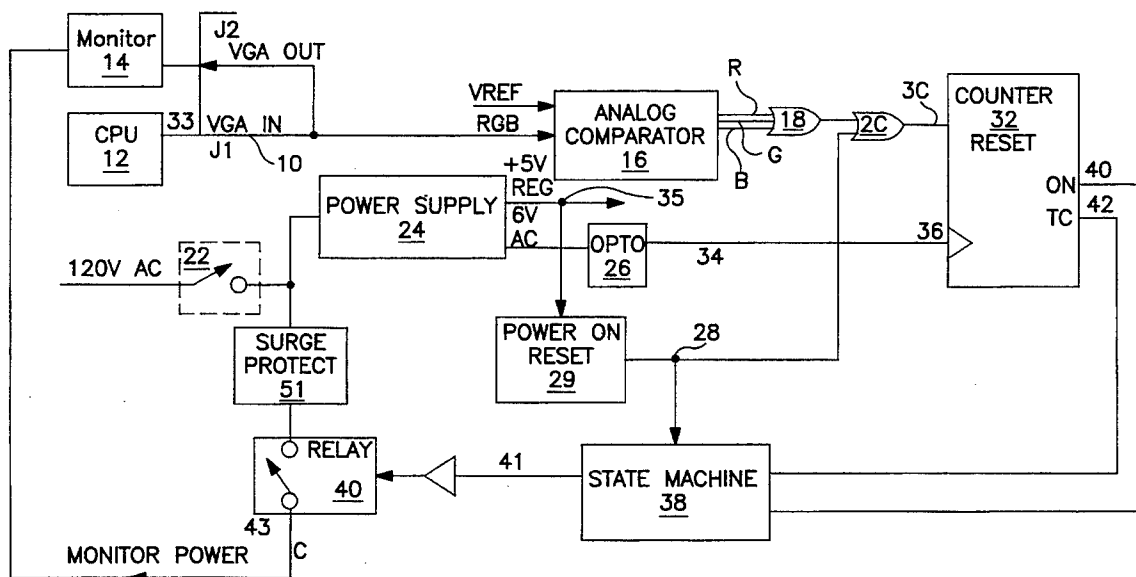 J2
Monitor
14
VGA OUT
CPU
12
33
VGA IN
J1
10
VREF
RGB
ANALOG
COMPARATOR
16
R
G
B
18
2C
3C
COUNTER
32
RESET
ON
TC
40
42
36
+5V
REG
6V
AC
35
POWER SUPPLY
24
OPTO
26
34
22
120V AC
SURGE
PROTECT
51
POWER ON
RESET
29
28
RELAY
40
41
STATE MACHINE
38
43
C
MONITOR POWER